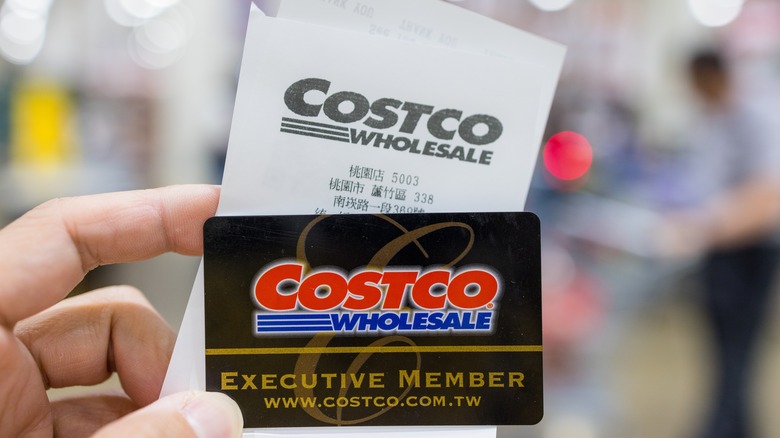 COSTCO
WHOLESALE
桃園店 5003
桃園市 蘆竹區 338
南崁路一段369號
COSTCO®
WHOLESALE
EXECUTIVE MEMBER
WWW.COSTCO.COM.TW